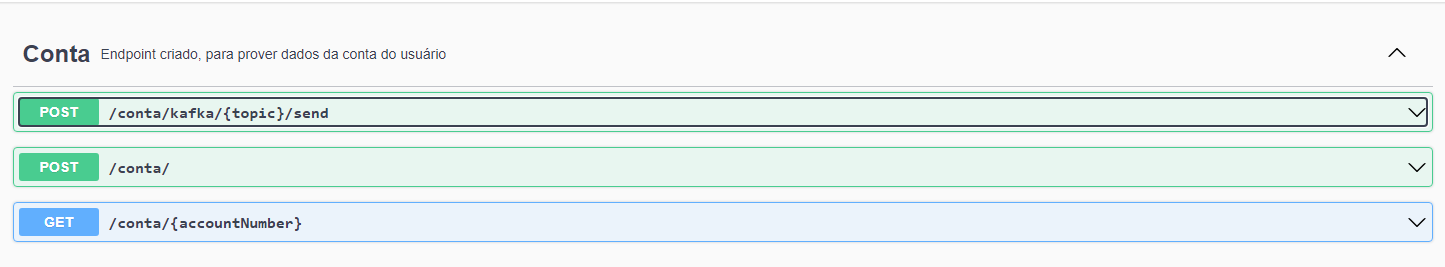 Conta Endpoint criado, para prover dados da conta do usuário
POST /conta/kafka/{topic}/send
POST /conta/
GET /conta/{accountNumber}